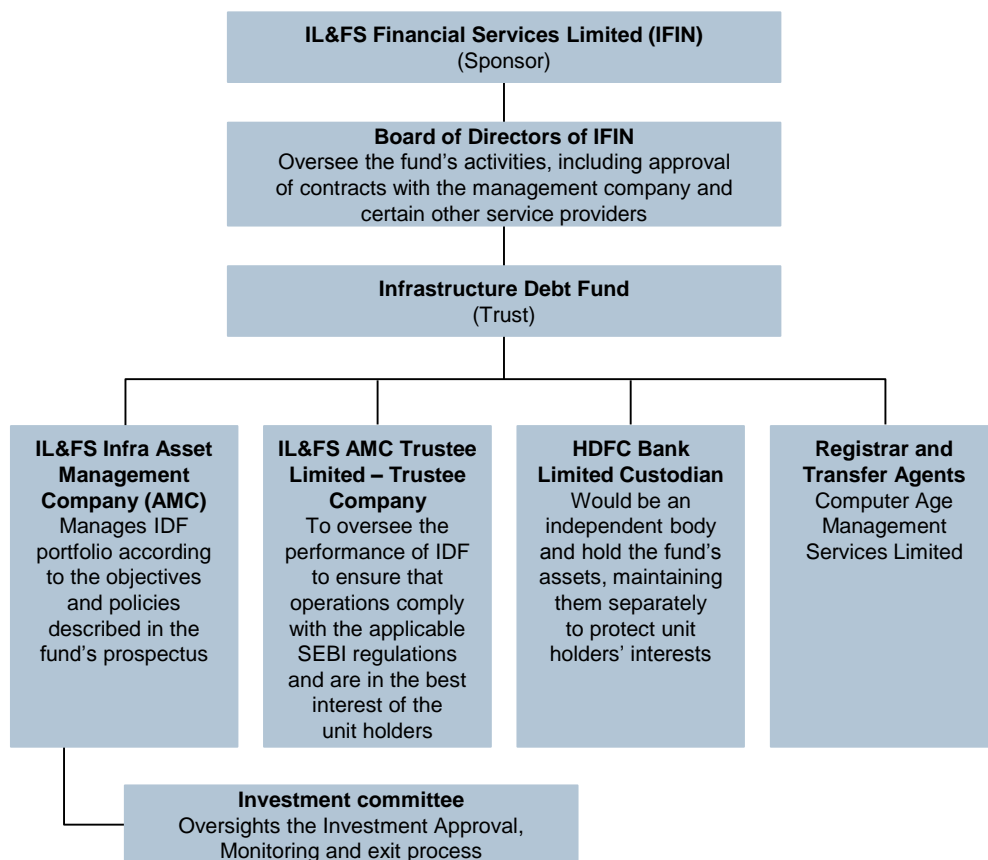 IL&FS Financial Services Limited (IFIN)
(Sponsor)
Board of Directors of IFIN
Oversee the fund's activities, including approval
of contracts with the management company and
certain other service providers
Infrastructure Debt Fund
(Trust)
IL&FS Infra Asset
Management
Company (AMC)
Manages IDF
portfolio according
to the objectives
and policies
described in the
fund's prospectus
IL&FS AMC Trustee
Limited – Trustee
Company
To oversee the
performance of IDF
to ensure that
operations comply
with the applicable
SEBI regulations
and are in the best
interest of the
unit holders
HDFC Bank
Limited Custodian
Would be an
independent body
and hold the fund's
assets, maintaining
them separately
to protect unit
holders' interests
Registrar and
Transfer Agents
Computer Age
Management
Services Limited
Investment committee
Oversights the Investment Approval,
Monitoring and exit process